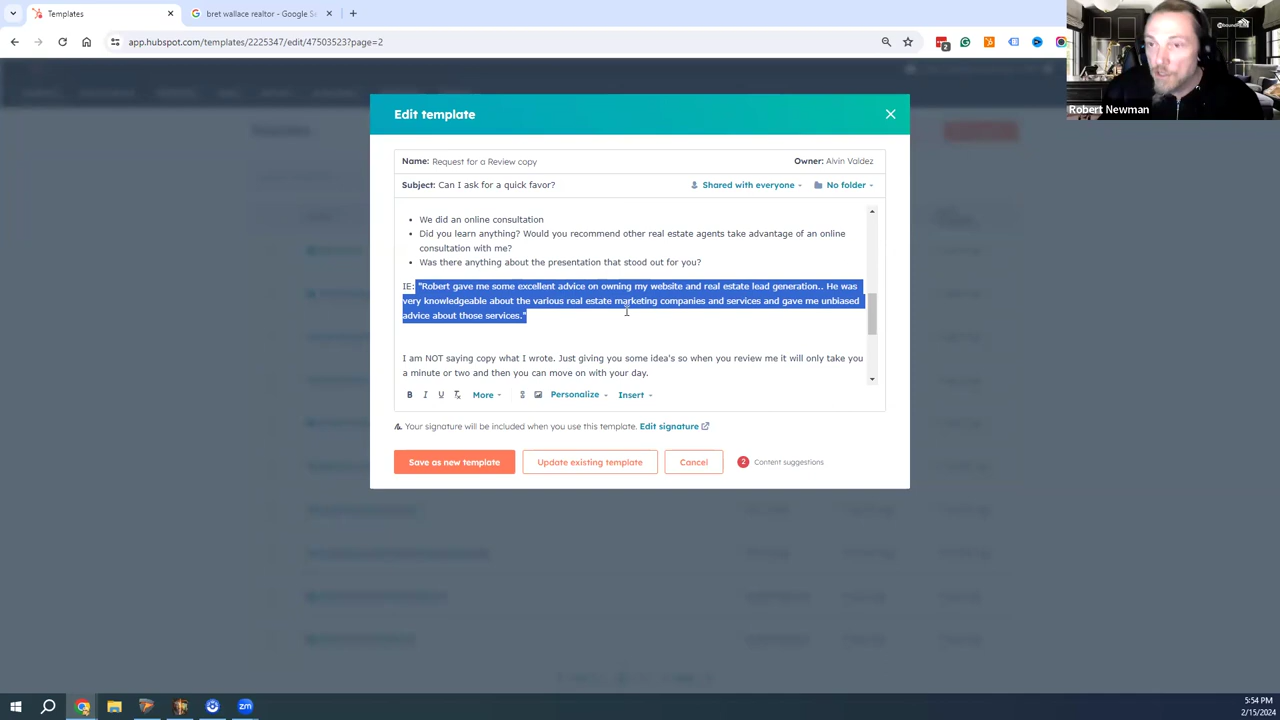 Templates
bret wallace realtor - Google Se
app.hubspot.com/templates/2225347/edit/47503523?page=2
2
Robert Newman
Edit template
Name: Request for a Review copy
Owner: Alvin Valdez
Subject: Can I ask for a quick favor?
Shared with everyone
No folder
We did an online consultation
Did you learn anything? Would you recommend other real estate agents take advantage of an online
consultation with me?
Was there anything about the presentation that stood out for you?
IE: "Robert gave me some excellent advice on owning my website and real estate lead generation.. He was
very knowledgeable about the various real estate marketing companies and services and gave me unbiased
advice about those services."
I am NOT saying copy what I wrote. Just giving you some idea's so when you review me it will only take you
a minute or two and then you can move on with your day.
B I U Tx More Personalize Insert
Your signature will be included when you use this template. Edit signature
Save as new template
Update existing template
Cancel
2 Content suggestions
5:54 PM
2/15/2024